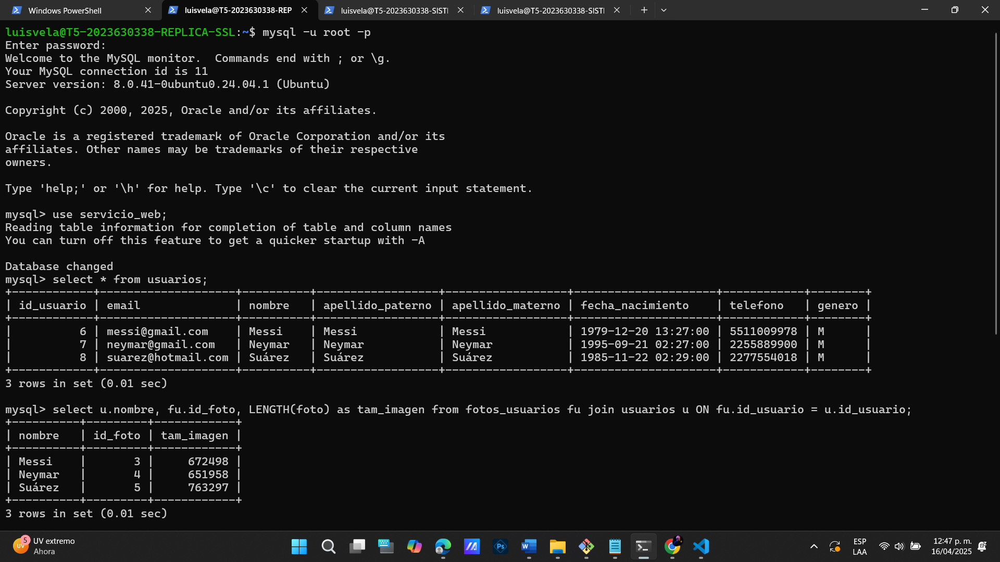 Windows PowerShell
luisvela@T5-2023630338-REP
luisvela@T5-2023630338-SIST
luisvela@T5-2023630338-SIST
luisvela@T5-2023630338-REPLICA-SSL:~$ mysql -u root -p
Enter password:
Welcome to the MySQL monitor.  Commands end with ; or \g.
Your MySQL connection id is 11
Server version: 8.0.41-0ubuntu0.24.04.1 (Ubuntu)
Copyright (c) 2000, 2025, Oracle and/or its affiliates.
Oracle is a registered trademark of Oracle Corporation and/or its
affiliates. Other names may be trademarks of their respective
owners.
Type 'help;' or '\h' for help. Type '\c' to clear the current input statement.
mysql> use servicio_web;
Reading table information for completion of table and column names
You can turn off this feature to get a quicker startup with -A
Database changed
mysql> select * from usuarios;
+------------+--------------------+----------+------------------+------------------+---------------------+------------+--------+
| id_usuario | email              | nombre   | apellido_paterno | apellido_materno | fecha_nacimiento    | telefono   | genero |
+------------+--------------------+----------+------------------+------------------+---------------------+------------+--------+
|          6 | messi@gmail.com    | Messi    | Messi            | Messi            | 1979-12-20 13:27:00 | 5511009978 | M      |
|          7 | neymar@gmail.com   | Neymar   | Neymar           | Neymar           | 1995-09-21 02:27:00 | 2255889900 | M      |
|          8 | suarez@hotmail.com | Suárez   | Suárez           | Suárez           | 1985-11-22 02:29:00 | 2277554018 | M      |
+------------+--------------------+----------+------------------+------------------+---------------------+------------+--------+
3 rows in set (0.01 sec)
mysql> select u.nombre, fu.id_foto, LENGTH(foto) as tam_imagen from fotos_usuarios fu join usuarios u ON fu.id_usuario = u.id_usuario;
+----------+---------+------------+
| nombre   | id_foto | tam_imagen |
+----------+---------+------------+
| Messi    |       3 |     672498 |
| Neymar   |       4 |     651958 |
| Suárez   |       5 |     763297 |
+----------+---------+------------+
3 rows in set (0.01 sec)
UV
5
UV extremo
Ahora
Ps
W
ESP
LAA
12:47 p. m.
16/04/2025